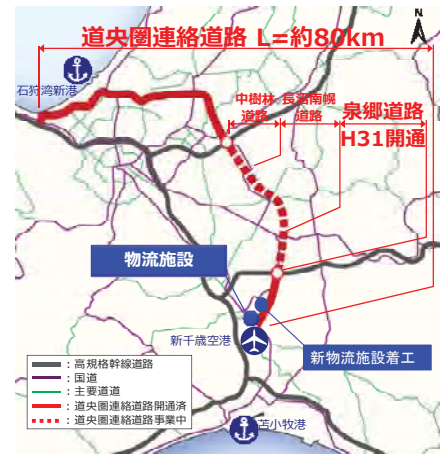 道央圏連絡道路 L=約80km
N
石狩湾新港
中樹林
道路
長沼南幌
道路
泉郷道路
H31開通
物流施設
新千歳空港
新物流施設着工
:高規格幹線道路
:国道
:主要道道
:道央圏連絡道路開通済
:道央圏連絡道路事業中
苫小牧港